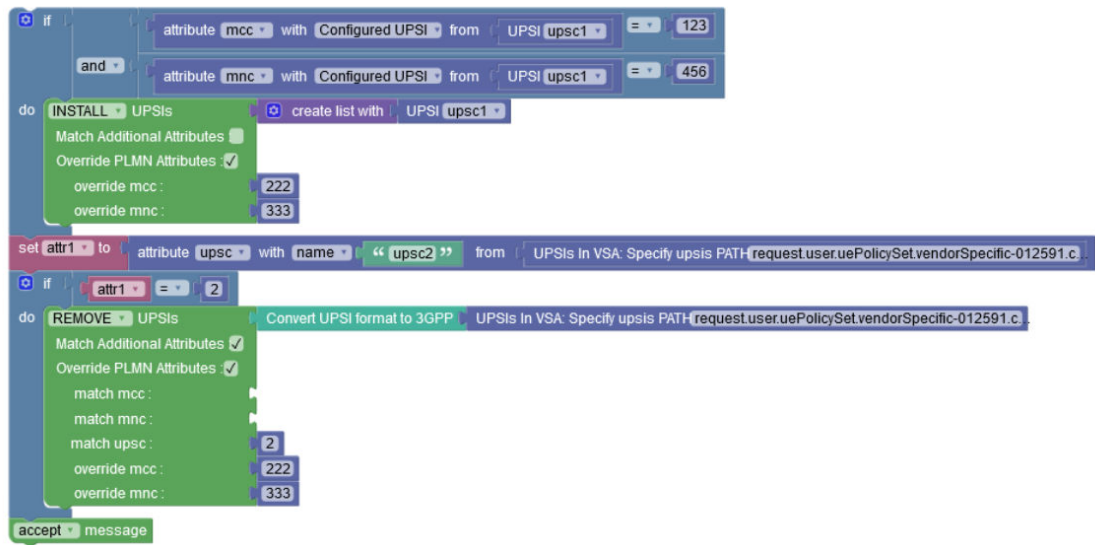 if attribute mcc with Configured UPSI from UPSI upsc1 = 123
and
attribute mnc with Configured UPSI from UPSI upsc1 = 456
do INSTALL UPSIs create list with UPSI upsc1
Match Additional Attributes :
Override PLMN Attributes :
override mcc : 222
override mnc : 333
set attr1 to attribute upsc with name “ upsc2 ” from UPSIs In VSA: Specify upsis PATH request.user.uePolicySet.vendorSpecific-012591.c...
if attr1 = 2
do REMOVE UPSIs Convert UPSI format to 3GPP UPSIs In VSA: Specify upsis PATH request.user.uePolicySet.vendorSpecific-012591.c...
Match Additional Attributes :
Override PLMN Attributes :
match mcc :
match mnc :
match upsc : 2
override mcc : 222
override mnc : 333
accept message